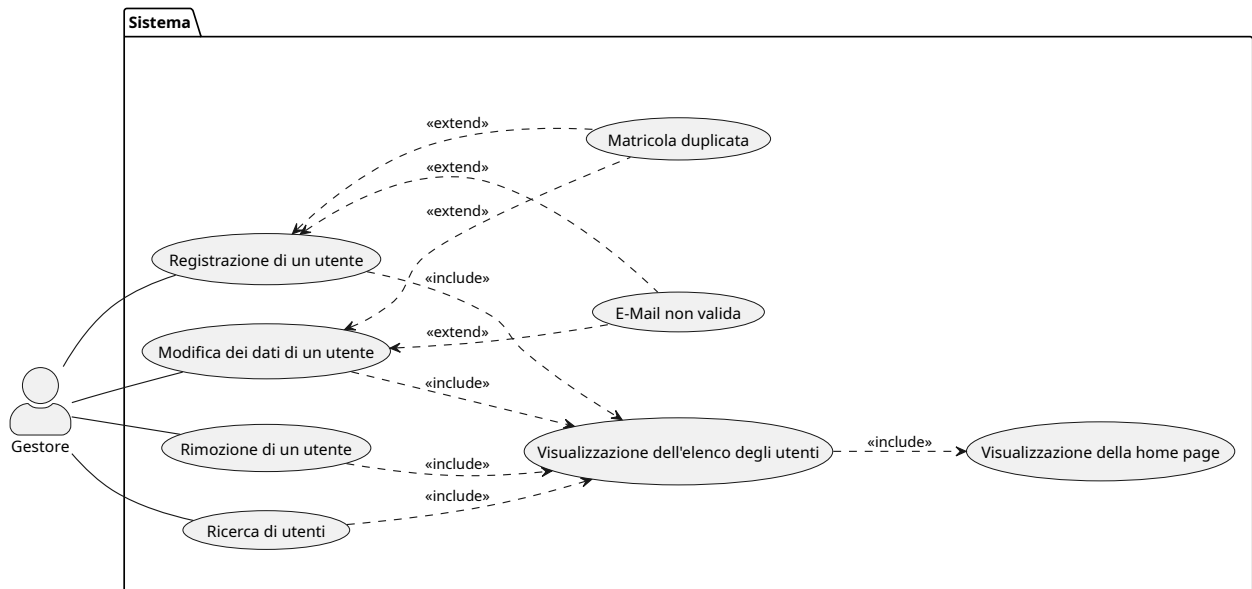 Sistema
«extend»
Matricola duplicata
«extend»
«extend»
Registrazione di un utente
«include»
E-Mail non valida
«extend»
Modifica dei dati di un utente
«include»
Gestore
Rimozione di un utente
«include»
Visualizzazione dell'elenco degli utenti
«include»
Visualizzazione della home page
«include»
Ricerca di utenti